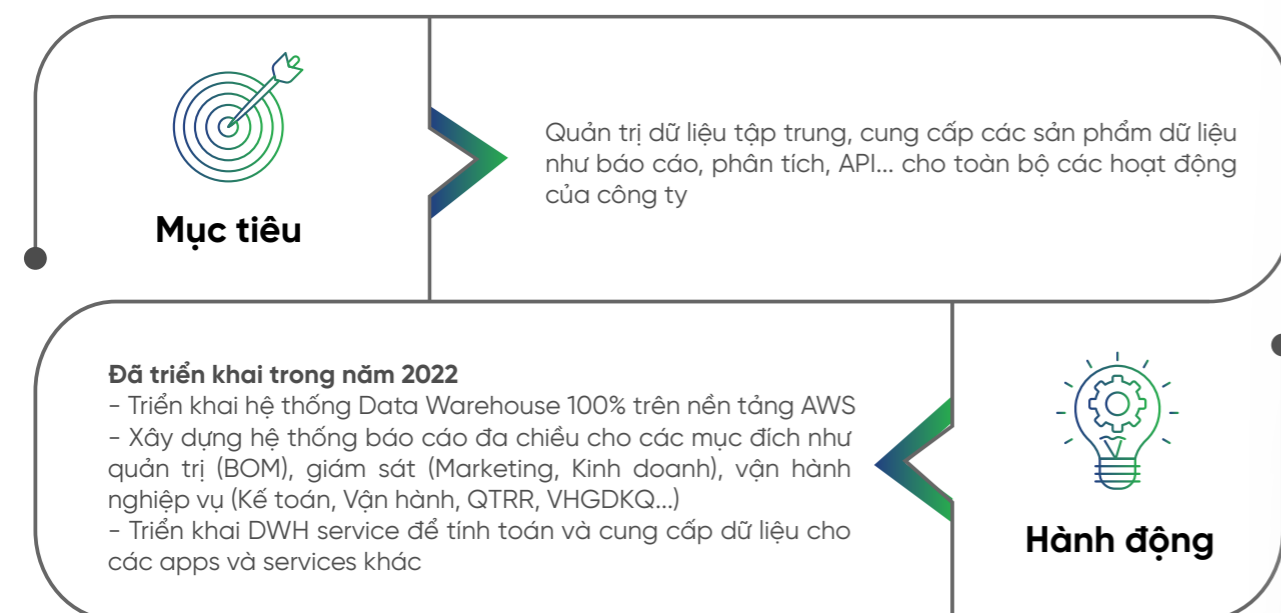 Mục tiêu
Quản trị dữ liệu tập trung, cung cấp các sản phẩm dữ liệu
như báo cáo, phân tích, API... cho toàn bộ các hoạt động
của công ty
Đã triển khai trong năm 2022
- Triển khai hệ thống Data Warehouse 100% trên nền tảng AWS
- Xây dựng hệ thống báo cáo đa chiều cho các mục đích như
quản trị (BOM), giám sát (Marketing, Kinh doanh), vận hành
nghiệp vụ (Kế toán, Vận hành, QTRR, VHGDKQ...)
- Triển khai DWH service để tính toán và cung cấp dữ liệu cho
các apps và services khác
Hành động